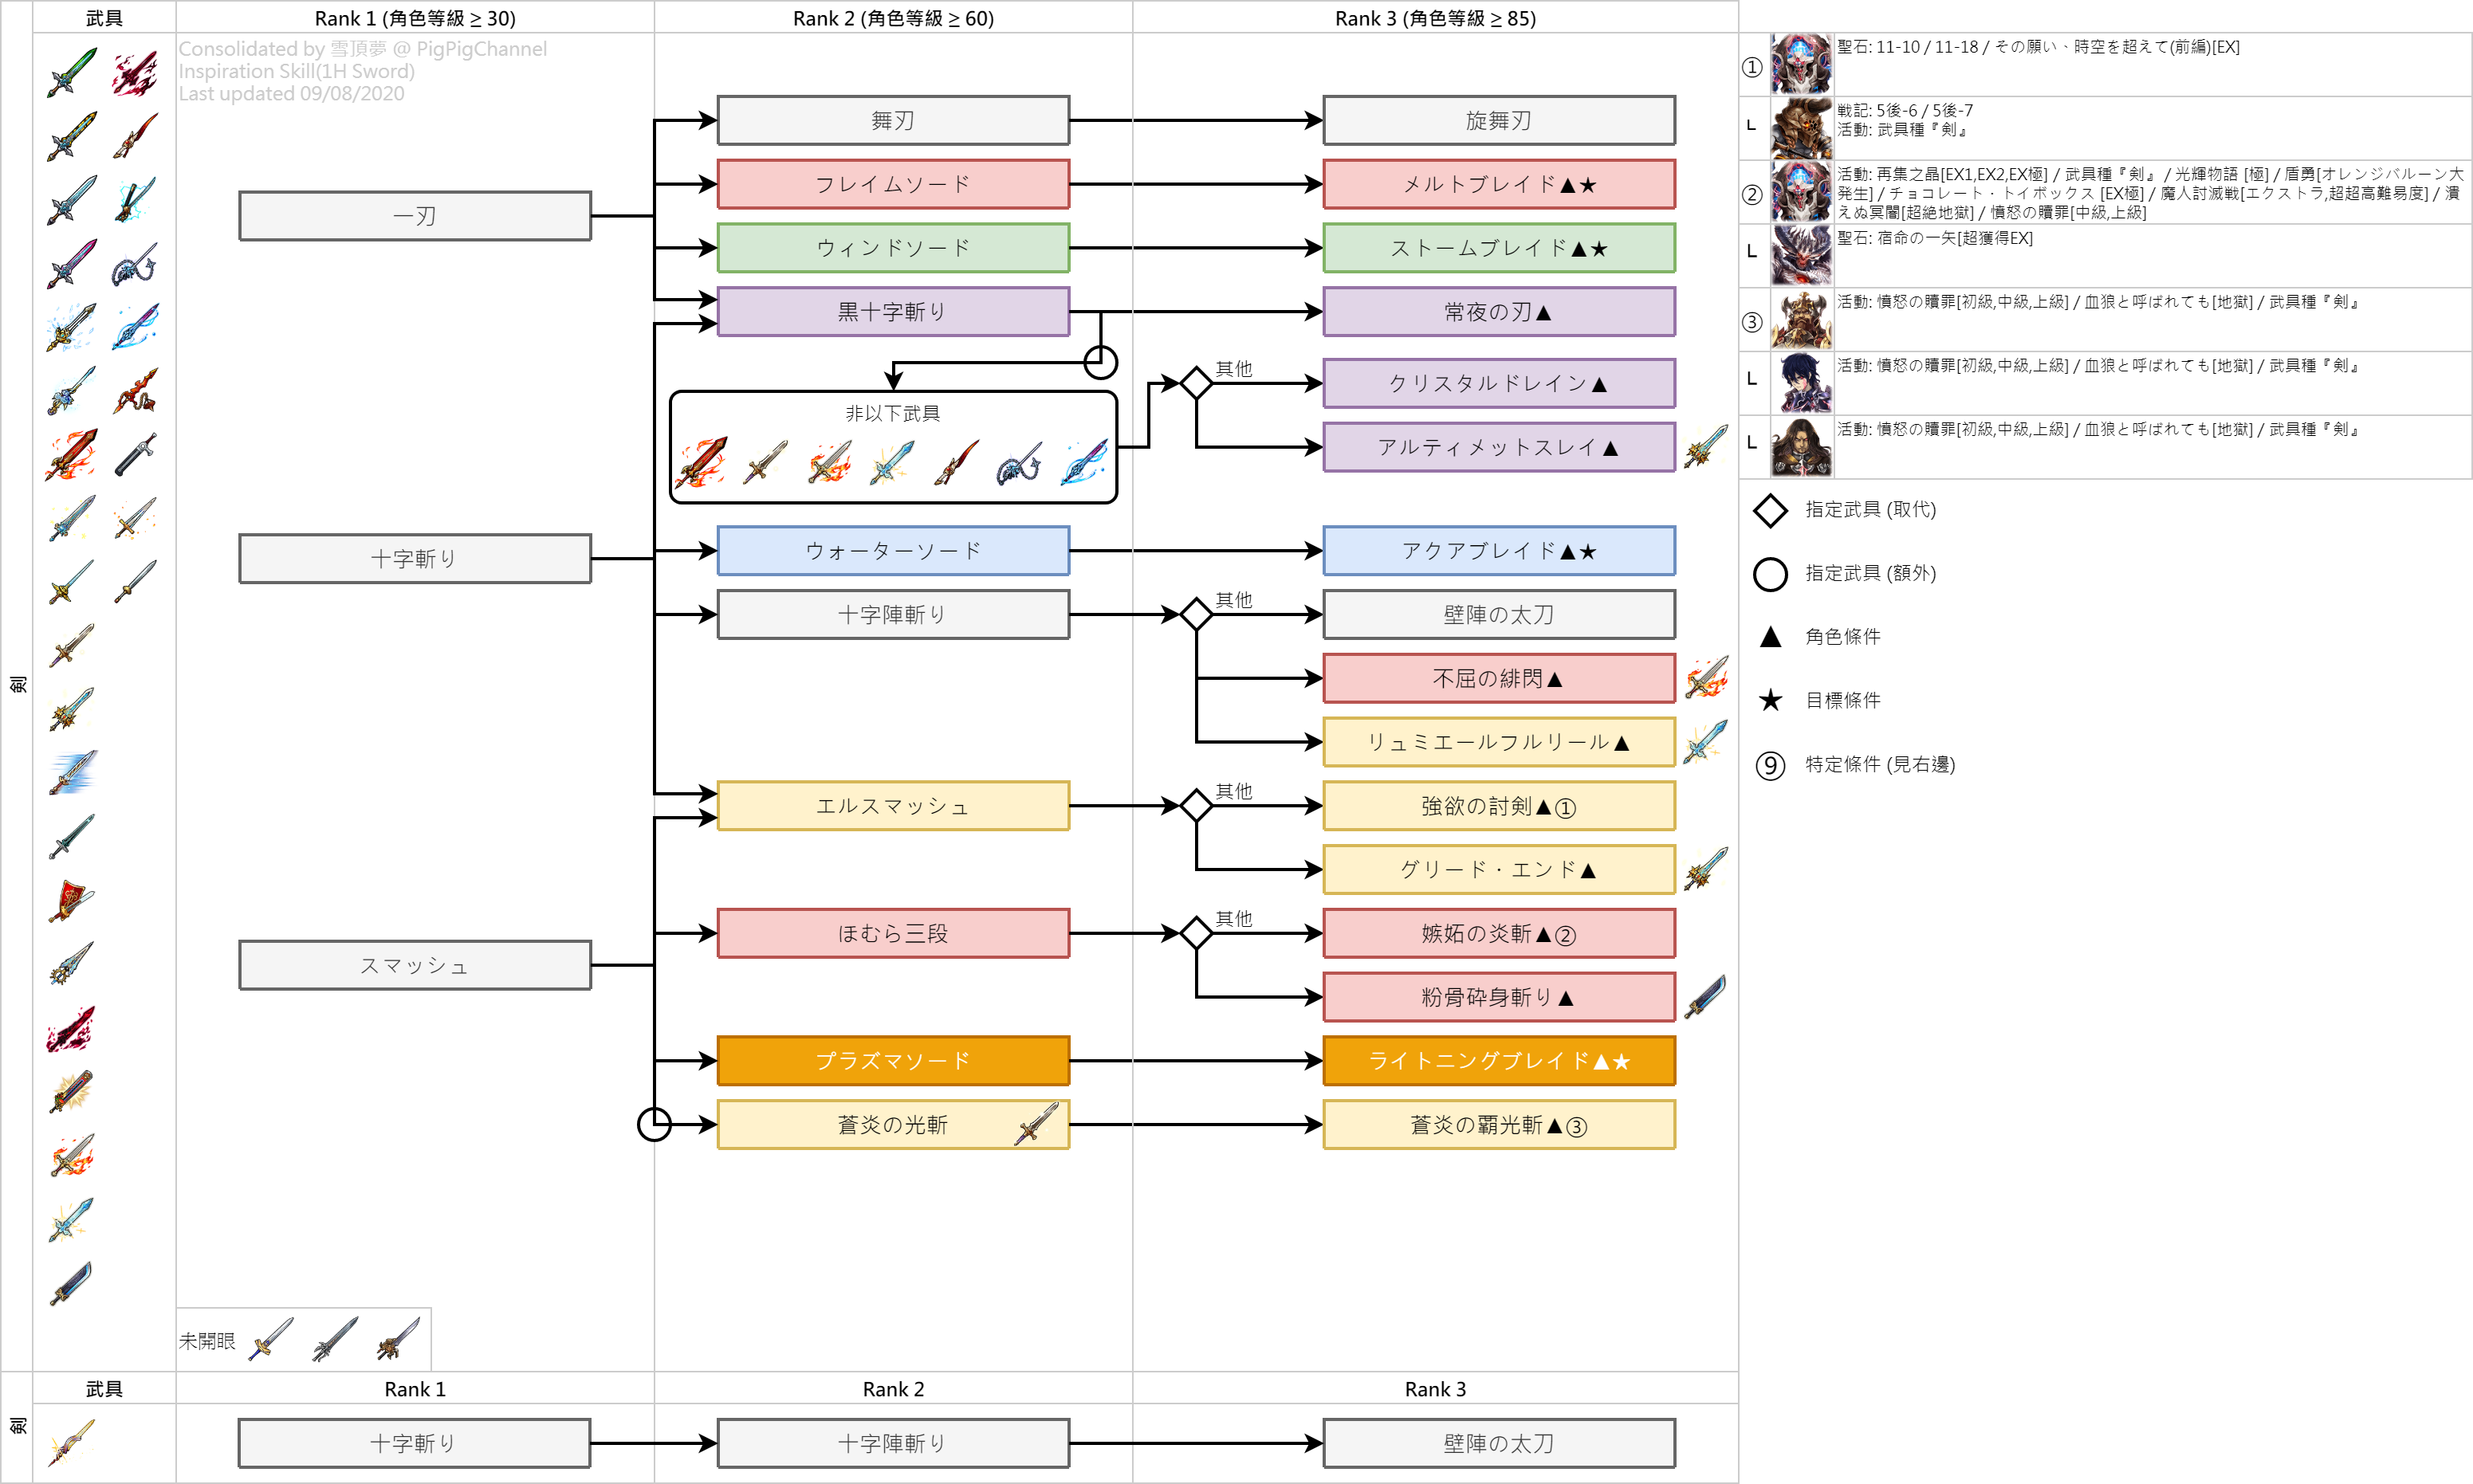 武具
Rank 1 (角色等級 ≥ 30)
Rank 2 (角色等級 ≥ 60)
Rank 3 (角色等級 ≥ 85)
Consolidated by 雪頂夢 @ PigPigChannel
Inspiration Skill(1H Sword)
Last updated 09/08/2020
剣
一刃
十字斬り
スマッシュ
舞刃
フレイムソード
ウィンドソード
黒十字斬り
非以下武具
ウォーターソード
十字陣斬り
エルスマッシュ
ほむら三段
プラズマソード
蒼炎の光斬
旋舞刃
メルトブレイド▲★
ストームブレイド▲★
常夜の刃▲
其他
クリスタルドレイン▲
アルティメットスレイ▲
アクアブレイド▲★
其他
壁陣の太刀
不屈の緋閃▲
リュミエールフルリール▲
其他
強欲の討剣▲①
グリード・エンド▲
其他
嫉妬の炎斬▲②
粉骨砕身斬り▲
ライトニングブレイド▲★
蒼炎の覇光斬▲③
未開眼
①
聖石: 11-10 / 11-18 / その願い、時空を超えて(前編)[EX]
L
戦記: 5後-6 / 5後-7
活動: 武具種『剣』
②
活動: 再集之晶[EX1,EX2,EX極] / 武具種『剣』 / 光輝物語 [極] / 盾勇[オレンジバルーン大
発生] / チョコレート・トイボックス [EX極] / 魔人討滅戦[エクストラ,超超高難易度] / 潰
えぬ冥闇[超絶地獄] / 憤怒の贖罪[中級,上級]
L
聖石: 宿命の一矢[超獲得EX]
③
活動: 憤怒の贖罪[初級,中級,上級] / 血狼と呼ばれても[地獄] / 武具種『剣』
L
活動: 憤怒の贖罪[初級,中級,上級] / 血狼と呼ばれても[地獄] / 武具種『剣』
L
活動: 憤怒の贖罪[初級,中級,上級] / 血狼と呼ばれても[地獄] / 武具種『剣』
指定武具 (取代)
指定武具 (額外)
▲ 角色條件
★ 目標條件
⑨ 特定條件 (見右邊)
武具
Rank 1
Rank 2
Rank 3
剣
十字斬り
十字陣斬り
壁陣の太刀